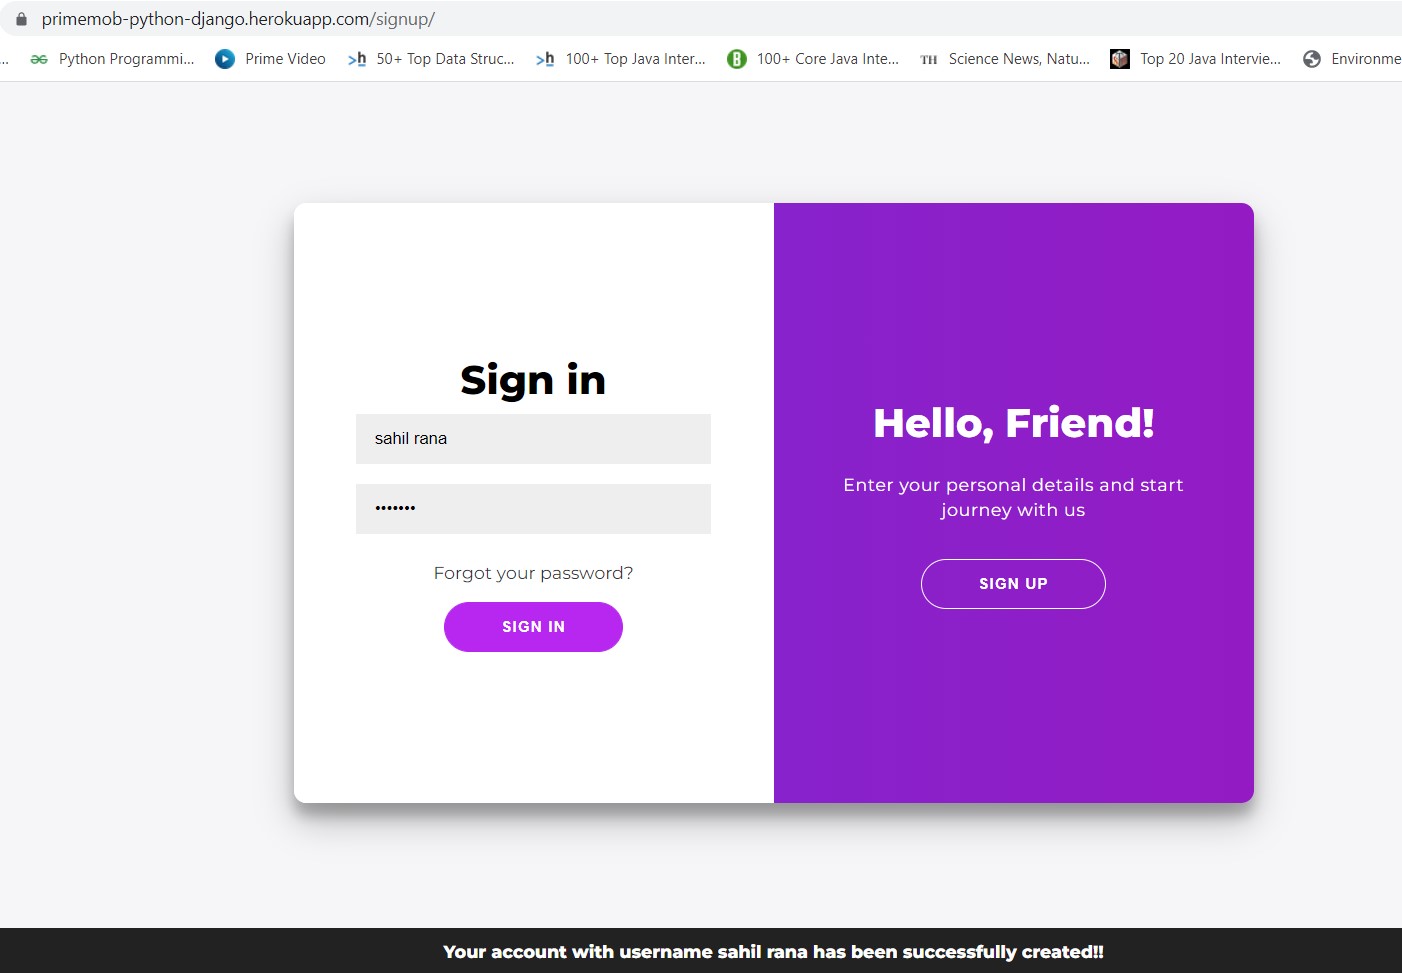 primemob-python-django.herokuapp.com/signup/
... Python Programmi... Prime Video >h 50+ Top Data Struc... >h 100+ Top Java Inter... B 100+ Core Java Inte... TH Science News, Natu... Top 20 Java Intervie... Environme
Sign in
sahil rana
•••••••
Forgot your password?
SIGN IN
Hello, Friend!
Enter your personal details and start
journey with us
SIGN UP
Your account with username sahil rana has been successfully created!!